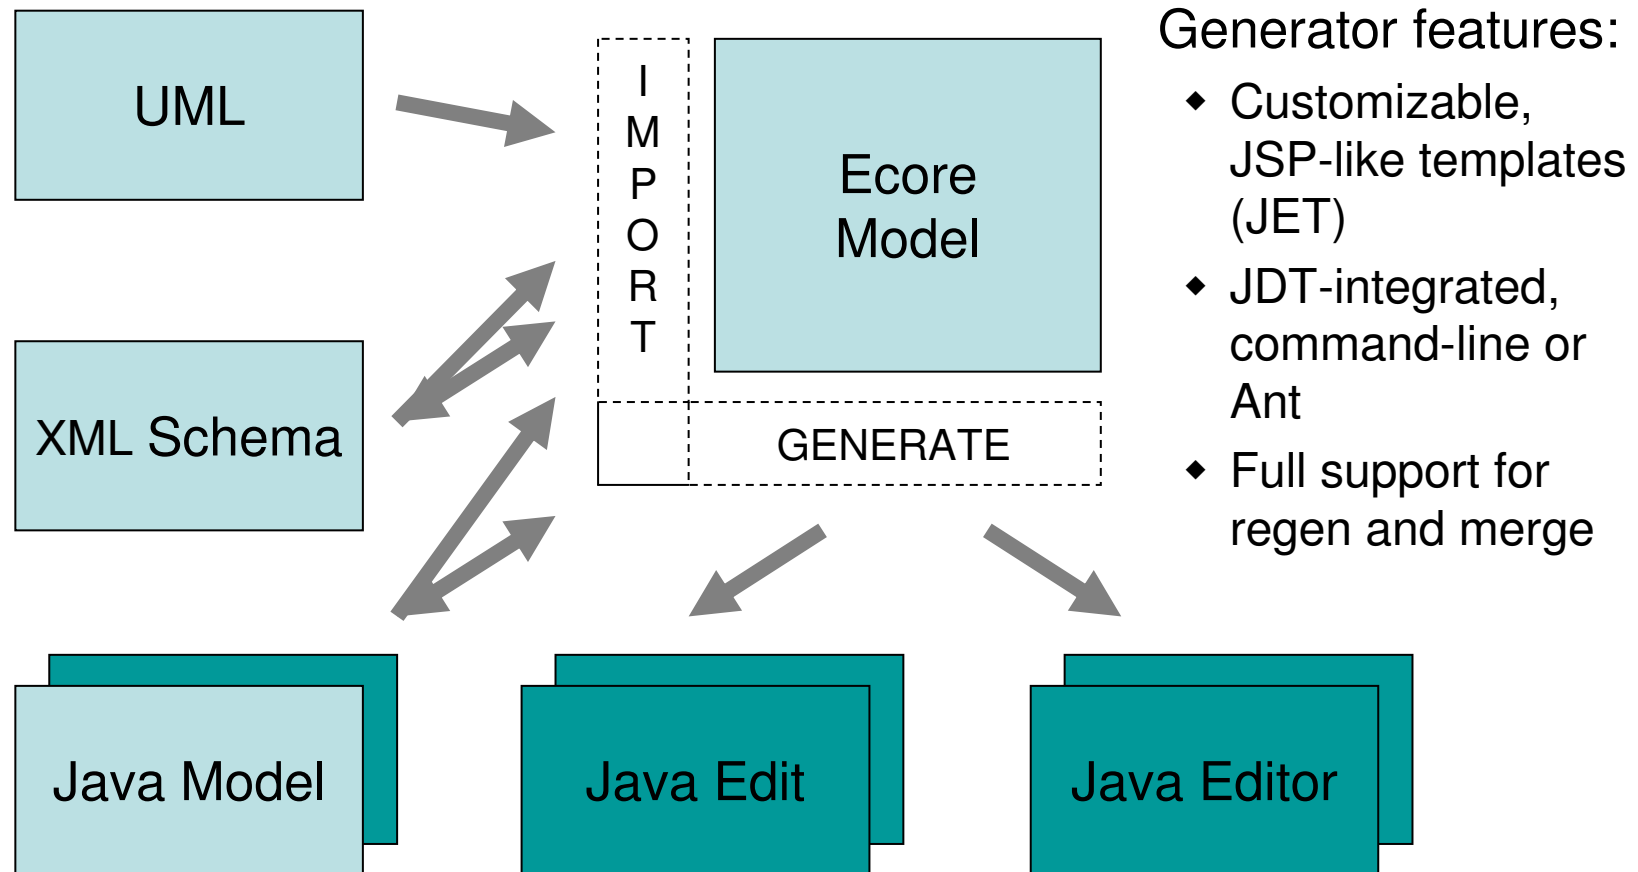 UML
I
M
P
O
R
T
Ecore
Model
XML Schema
GENERATE
Java Model
Java Edit
Java Editor
Generator features:
◆ Customizable,
JSP-like templates
(JET)
◆ JDT-integrated,
command-line or
Ant
◆ Full support for
regen and merge